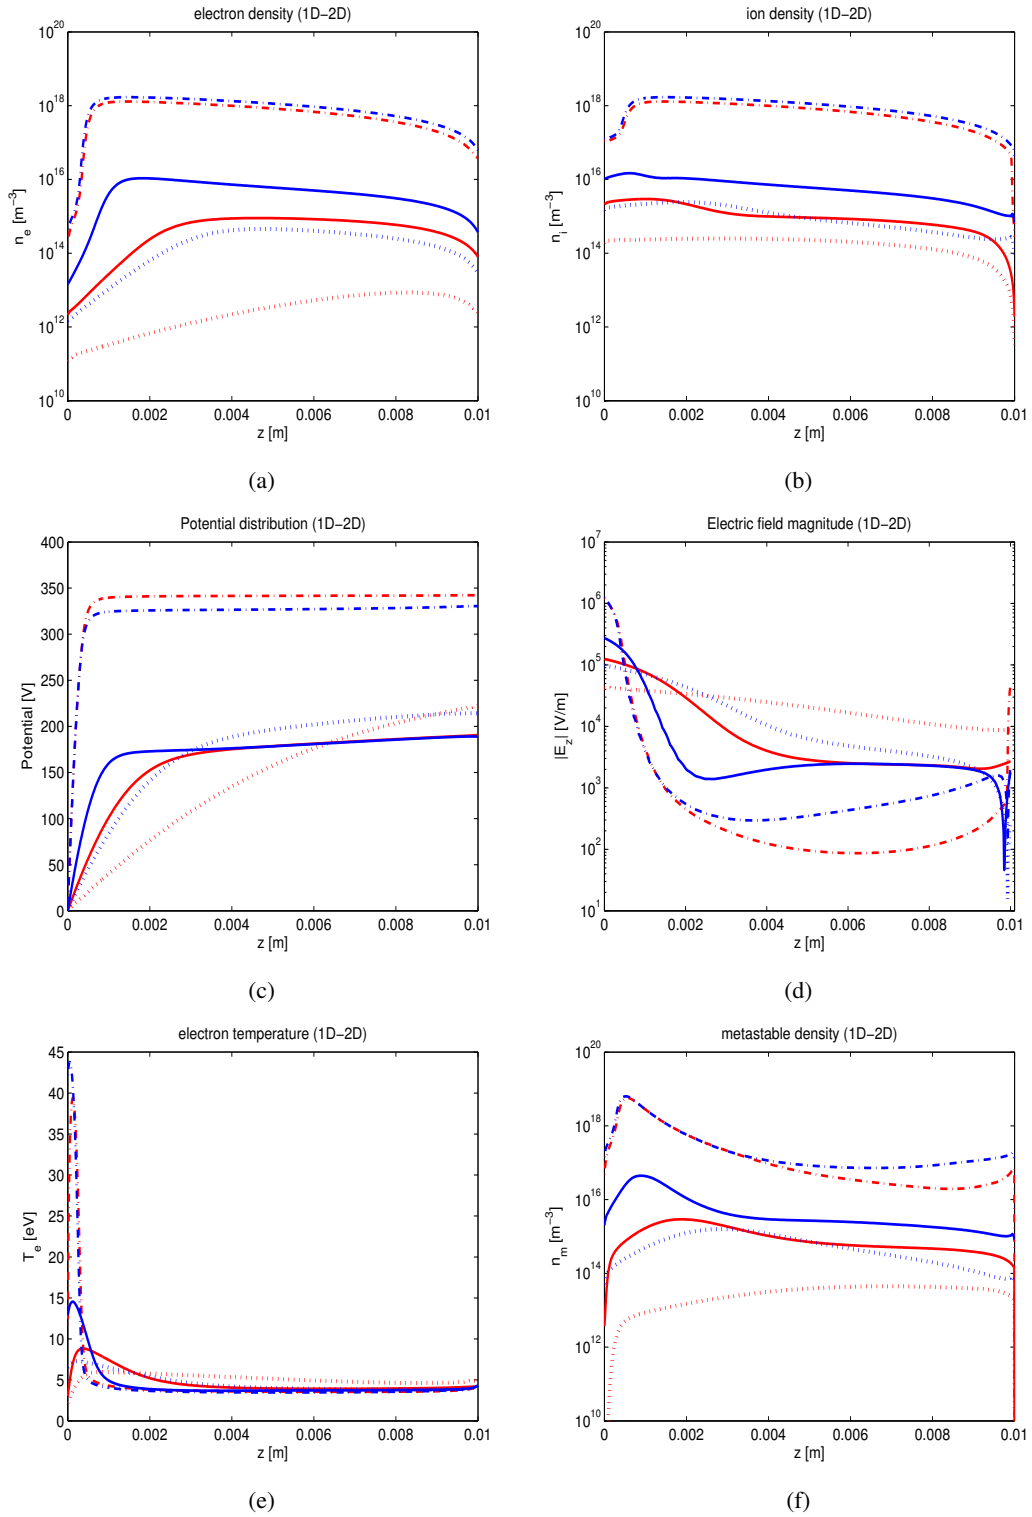 electron density (1D−2D)
10^20
10^18
10^16
10^14
10^12
10^10
n_e [m^−3]
0 0.002 0.004 0.006 0.008 0.01
z [m]
(a)
ion density (1D−2D)
10^20
10^18
10^16
10^14
10^12
10^10
n_i [m^−3]
0 0.002 0.004 0.006 0.008 0.01
z [m]
(b)
Potential distribution (1D−2D)
400
350
300
250
200
150
100
50
0
Potential [V]
0 0.002 0.004 0.006 0.008 0.01
z [m]
(c)
Electric field magnitude (1D−2D)
10^7
10^6
10^5
10^4
10^3
10^2
10^1
|E_z| [V/m]
0 0.002 0.004 0.006 0.008 0.01
z [m]
(d)
electron temperature (1D−2D)
45
40
35
30
25
20
15
10
5
0
T_e [eV]
0 0.002 0.004 0.006 0.008 0.01
z [m]
(e)
metastable density (1D−2D)
10^20
10^18
10^16
10^14
10^12
10^10
n_m [m^−3]
0 0.002 0.004 0.006 0.008 0.01
z [m]
(f)